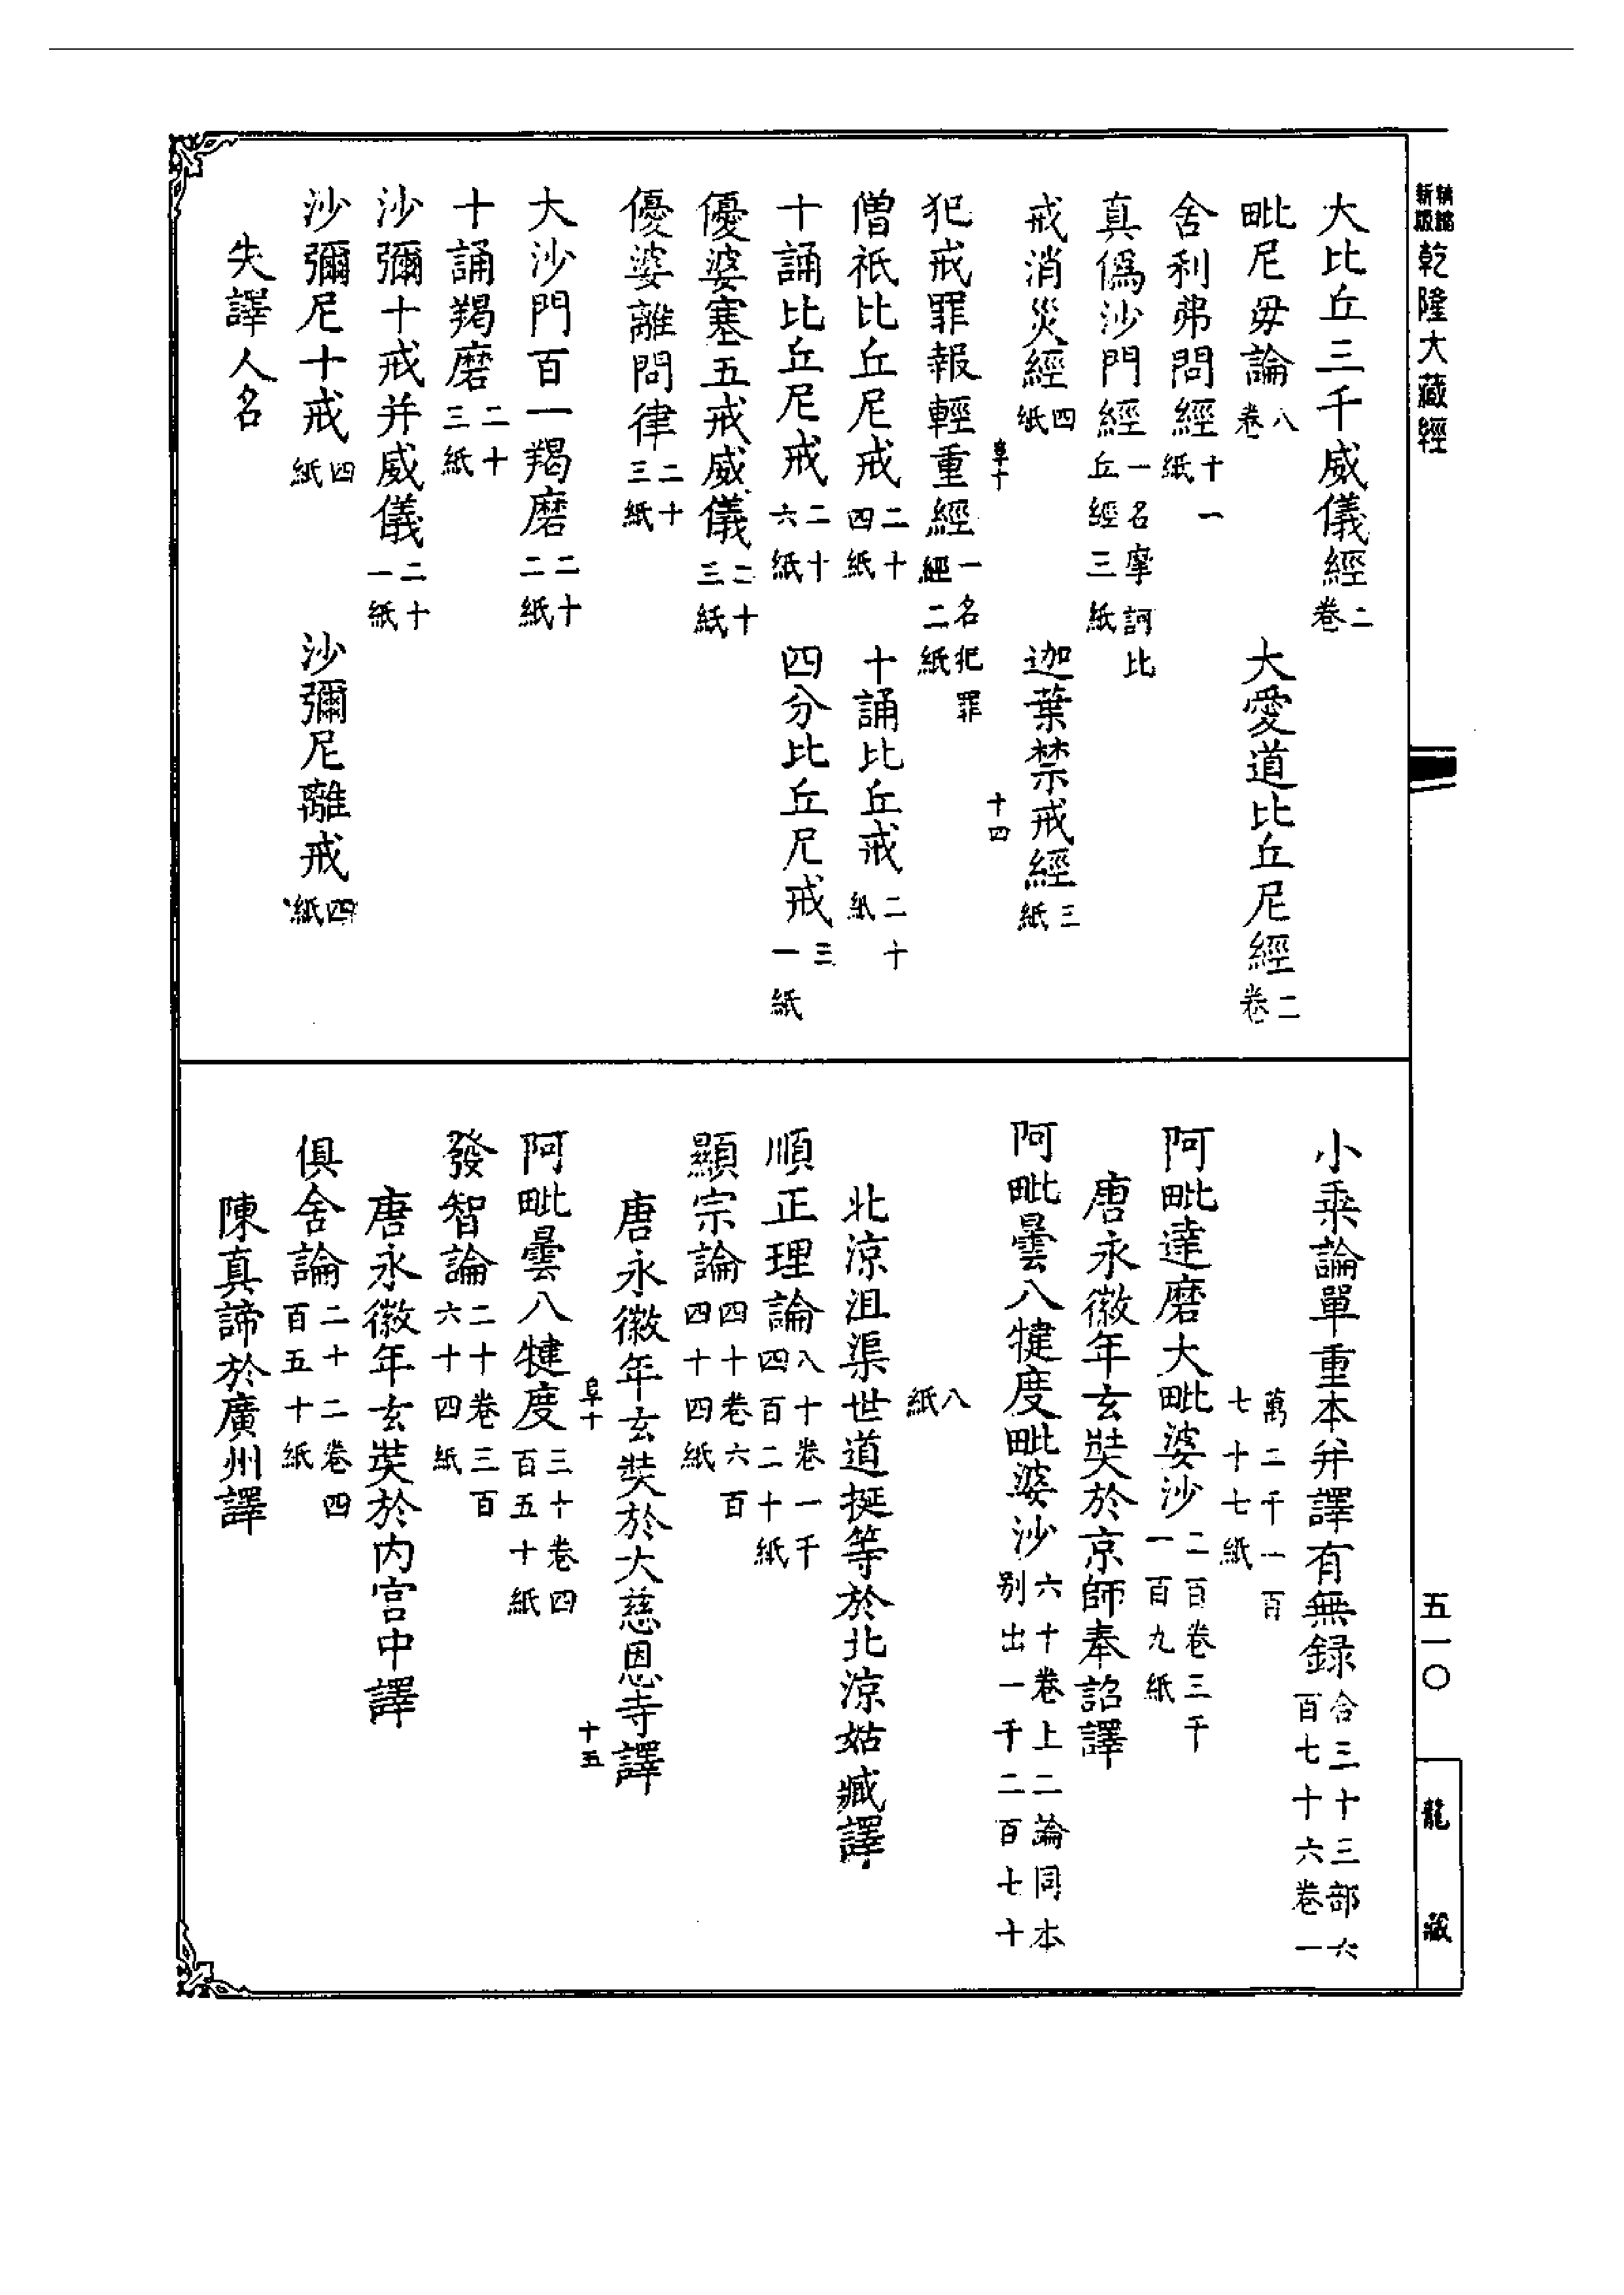 新版精縮乾隆大藏經
大比丘三千威儀經二卷
毗尼毋論八卷　大愛道比丘尼經二卷
舍利弗問經十一紙
真偽沙門經一名摩訶比丘經三紙
戒消災經四紙　迦葉禁戒經三紙
阜十　十四
犯戒罪報輕重經一名犯罪經二紙
僧祇比丘尼戒二十四紙　十誦比丘戒二十紙
十誦比丘尼戒二十六紙　四分比丘尼戒三一紙
優婆塞五戒威儀二十三紙
優婆離問律二十三紙
大沙門百一羯磨二十二紙
十誦羯磨二十三紙
沙彌十戒并威儀二十一紙
沙彌尼十戒四紙　沙彌尼離戒四紙
失譯人名
小乘論單重本并譯有無録合三十三部六百七十六卷一
萬二千一百七十七紙
阿毗達磨大毗婆沙二百卷三千一百九紙
唐永徽年玄奘於京師奉詔譯
阿毗曇八犍度毗婆沙六十卷上二論同本别出一千二百七十
八紙
北涼沮渠世道挻等於北涼姑臧譯
順正理論八十卷一千四百二十紙
顯宗論四十卷六百四十四紙
唐永徽年玄奘於大慈恩寺譯
阜十　十五
阿毗曇八犍度三十卷四百五十紙
發智論二十卷三百六十四紙
唐永徽年玄奘於内宫中譯
俱舍論二十二卷四百五十紙
陳真諦於廣州譯
五一〇
龍藏